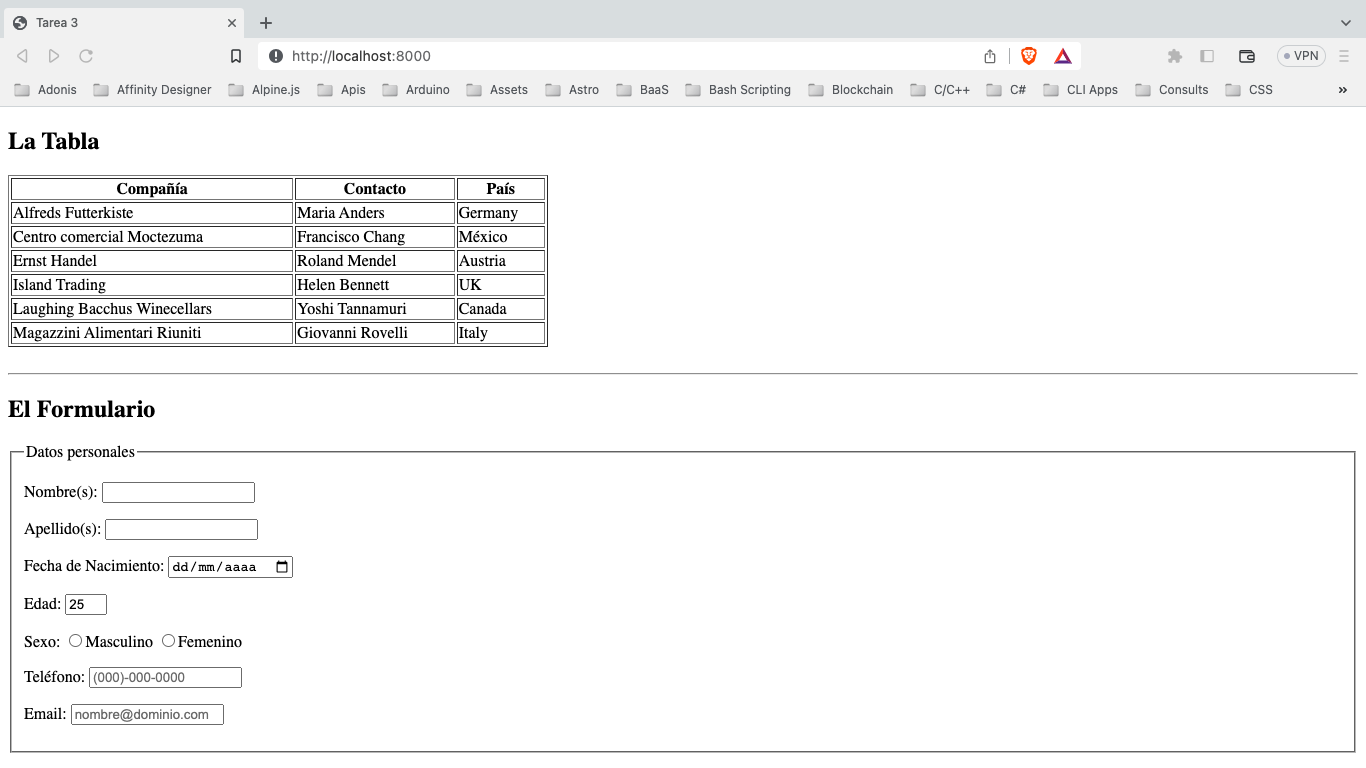 Tarea 3
http://localhost:8000
VPN
Adonis Affinity Designer Alpine.js Apis Arduino Assets Astro BaaS Bash Scripting Blockchain C/C++ C# CLI Apps Consults CSS »
La Tabla
Compañía Contacto País
Alfreds Futterkiste Maria Anders Germany
Centro comercial Moctezuma Francisco Chang México
Ernst Handel Roland Mendel Austria
Island Trading Helen Bennett UK
Laughing Bacchus Winecellars Yoshi Tannamuri Canada
Magazzini Alimentari Riuniti Giovanni Rovelli Italy
El Formulario
Datos personales
Nombre(s):
Apellido(s):
Fecha de Nacimiento: dd/mm/aaaa
Edad: 25
Sexo: Masculino Femenino
Teléfono: (000)-000-0000
Email: nombre@dominio.com